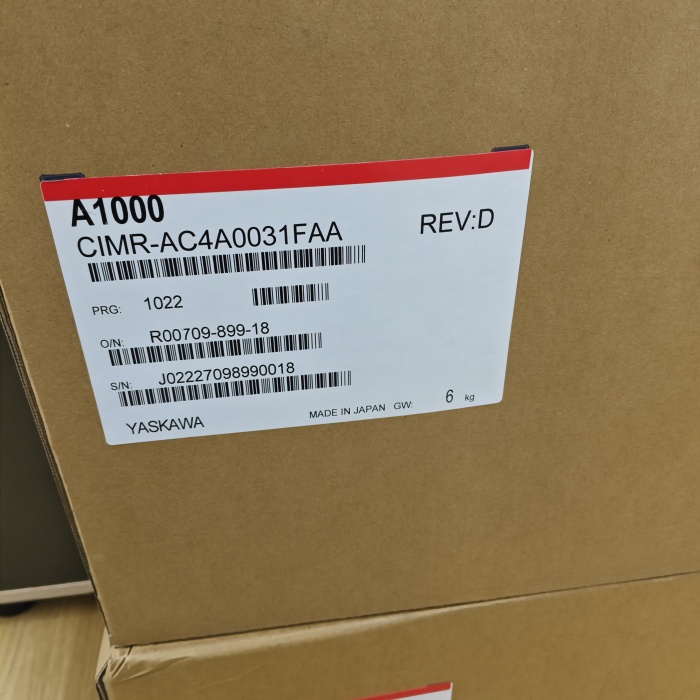 A1000
CIMR-AC4A0031FAA
REV:D
PRG: 1022
O/N: R00709-899-18
S/N: J02227098990018
YASKAWA
MADE IN JAPAN GW: 6 kg